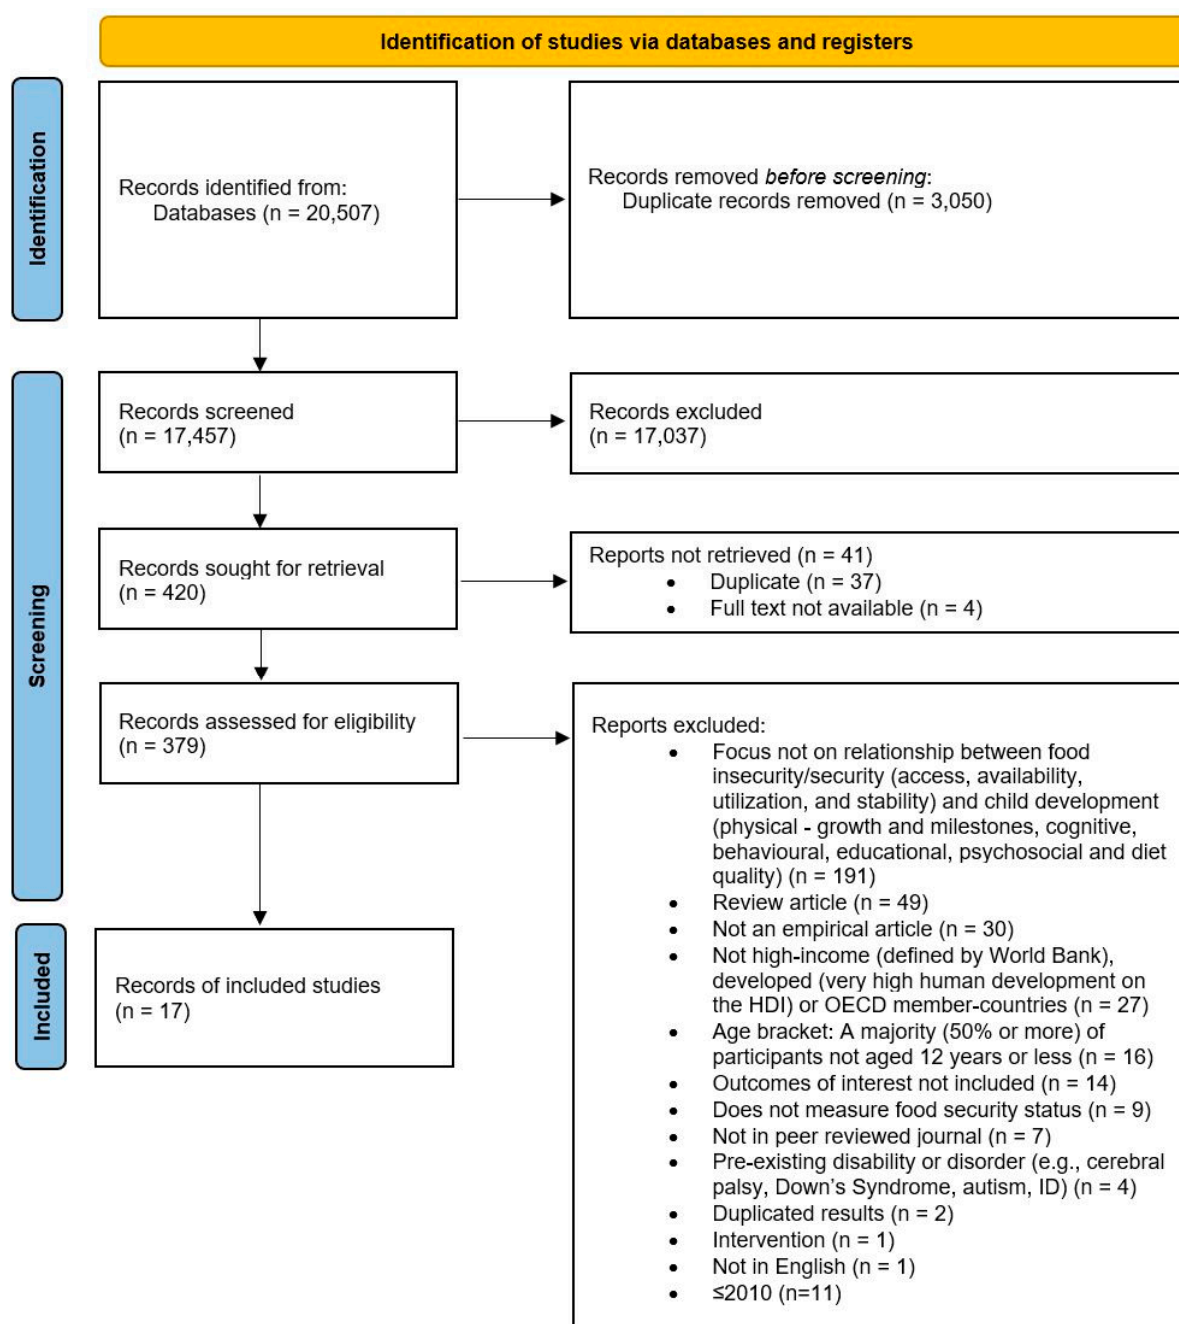 Identification of studies via databases and registers
Identification
Records identified from:
Databases (n = 20,507)
Records removed before screening:
Duplicate records removed (n = 3,050)
Screening
Records screened
(n = 17,457)
Records excluded
(n = 17,037)
Records sought for retrieval
(n = 420)
Reports not retrieved (n = 41)
• Duplicate (n = 37)
• Full text not available (n = 4)
Records assessed for eligibility
(n = 379)
Reports excluded:
• Focus not on relationship between food
insecurity/security (access, availability,
utilization, and stability) and child development
(physical - growth and milestones, cognitive,
behavioural, educational, psychosocial and diet
quality) (n = 191)
• Review article (n = 49)
• Not an empirical article (n = 30)
• Not high-income (defined by World Bank),
developed (very high human development on
the HDI) or OECD member-countries (n = 27)
• Age bracket: A majority (50% or more) of
participants not aged 12 years or less (n = 16)
• Outcomes of interest not included (n = 14)
• Does not measure food security status (n = 9)
• Not in peer reviewed journal (n = 7)
• Pre-existing disability or disorder (e.g., cerebral
palsy, Down's Syndrome, autism, ID) (n = 4)
• Duplicated results (n = 2)
• Intervention (n = 1)
• Not in English (n = 1)
• ≤2010 (n=11)
Included
Records of included studies
(n = 17)